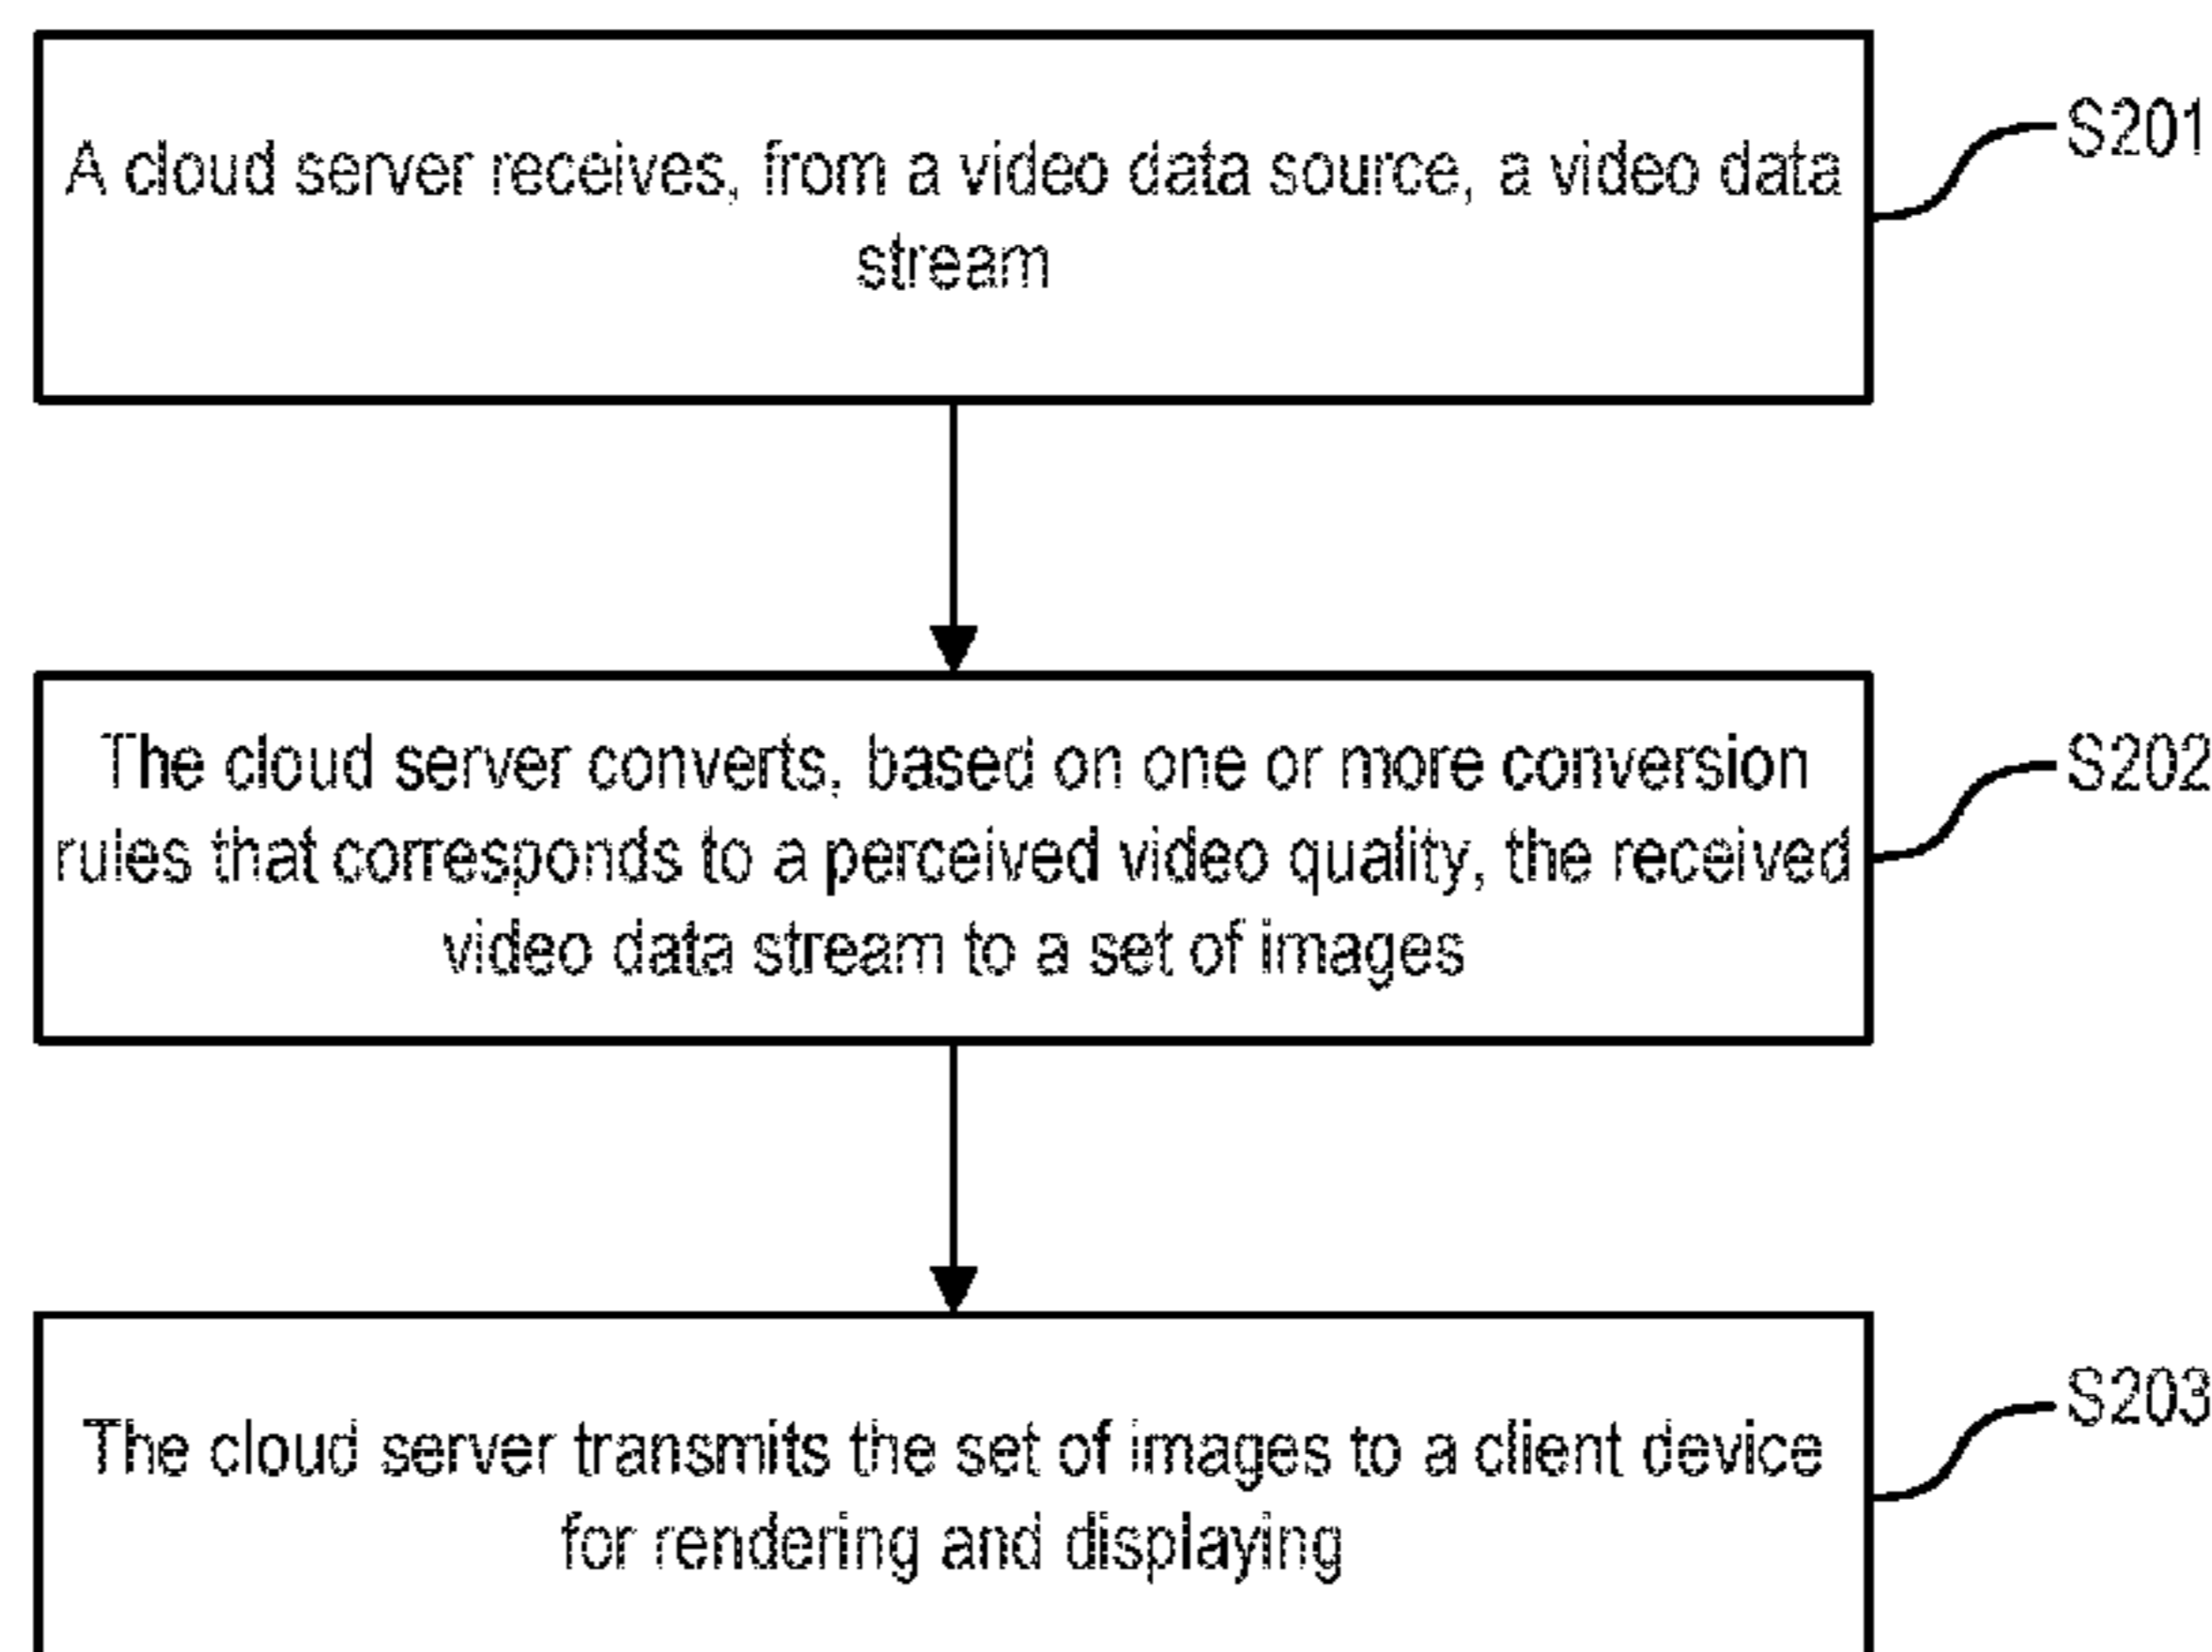 A cloud server receives, from a video data source, a video data
stream
S201
The cloud server converts, based on one or more conversion
rules that corresponds to a perceived video quality, the received
video data stream to a set of images
S202
The cloud server transmits the set of images to a client device
for rendering and displaying
S203